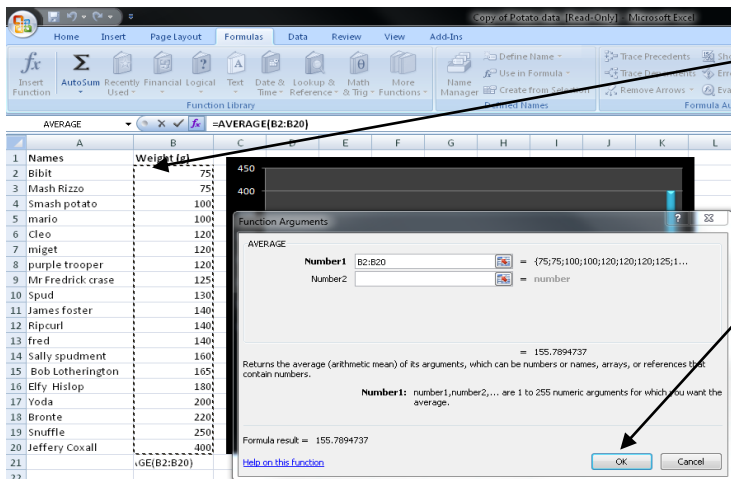 Copy of Potato data [Read-Only] - Microsoft Excel
Home Insert Page Layout Formulas Data Review View Add-Ins
Insert Function
AutoSum
Recently Used
Financial
Logical
Text
Date & Time
Lookup & Reference
Math & Trig
More Functions
Function Library
Name Manager
Define Name
Use in Formula
Create from Selection
Defined Names
Trace Precedents
Trace Dependents
Remove Arrows
Sho
Err
Eva
Formula Au
AVERAGE
fx =AVERAGE(B2:B20)
A B C D E F G H I J K L
1 Names Weight (g)
2 Bibit 75
3 Mash Rizzo 75
4 Smash potato 100
5 mario 100
6 Cleo 120
7 miget 120
8 purple trooper 120
9 Mr Fredrick crase 125
10 Spud 130
11 James foster 140
12 Ripcurl 140
13 fred 140
14 Sally spudment 160
15 Bob Lotherington 165
16 Elfy Hislop 180
17 Yoda 200
18 Bronte 220
19 Snuffle 250
20 Jeffery Coxall 400
21 GE(B2:B20)
22
450
400
Function Arguments
?
AVERAGE
Number1 B2:B20 = {75;75;100;100;120;120;120;125;1...
Number2 = number
= 155.7894737
Returns the average (arithmetic mean) of its arguments, which can be numbers or names, arrays, or references that
contain numbers.
Number1: number1,number2,... are 1 to 255 numeric arguments for which you want the
average.
Formula result = 155.7894737
Help on this function
OK
Cancel